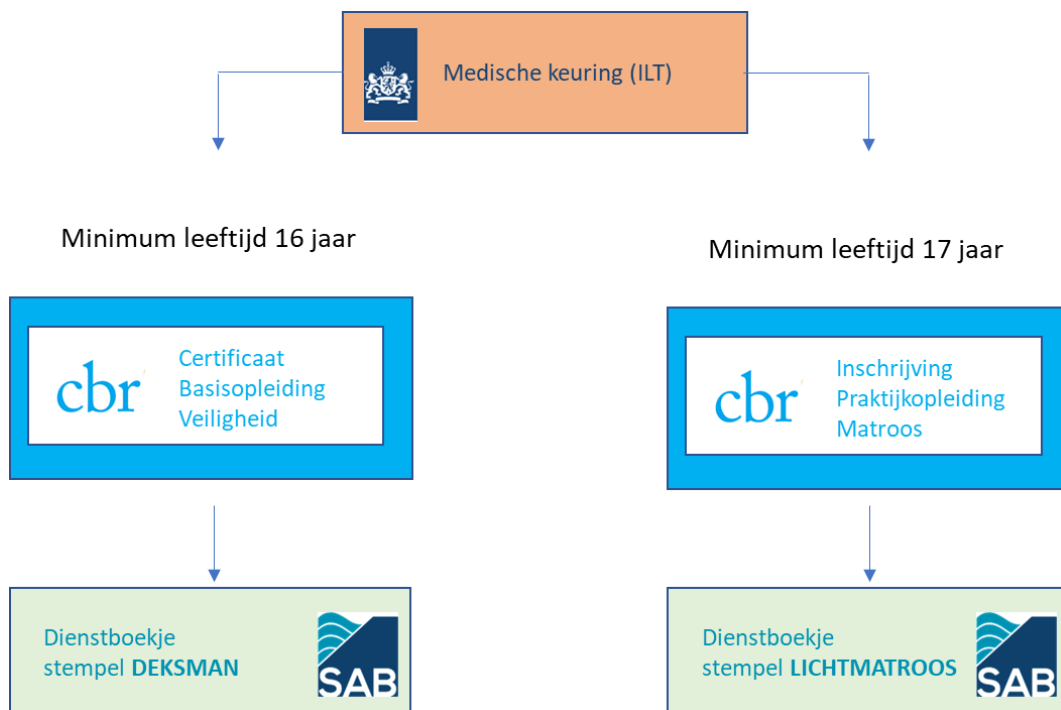 Medische keuring (ILT)
Minimum leeftijd 16 jaar
cbr
Certificaat
Basisopleiding
Veiligheid
Dienstboekje
stempel DEKSMAN
SAB
Minimum leeftijd 17 jaar
cbr
Inschrijving
Praktijkopleiding
Matroos
Dienstboekje
stempel LICHTMATROOS
SAB